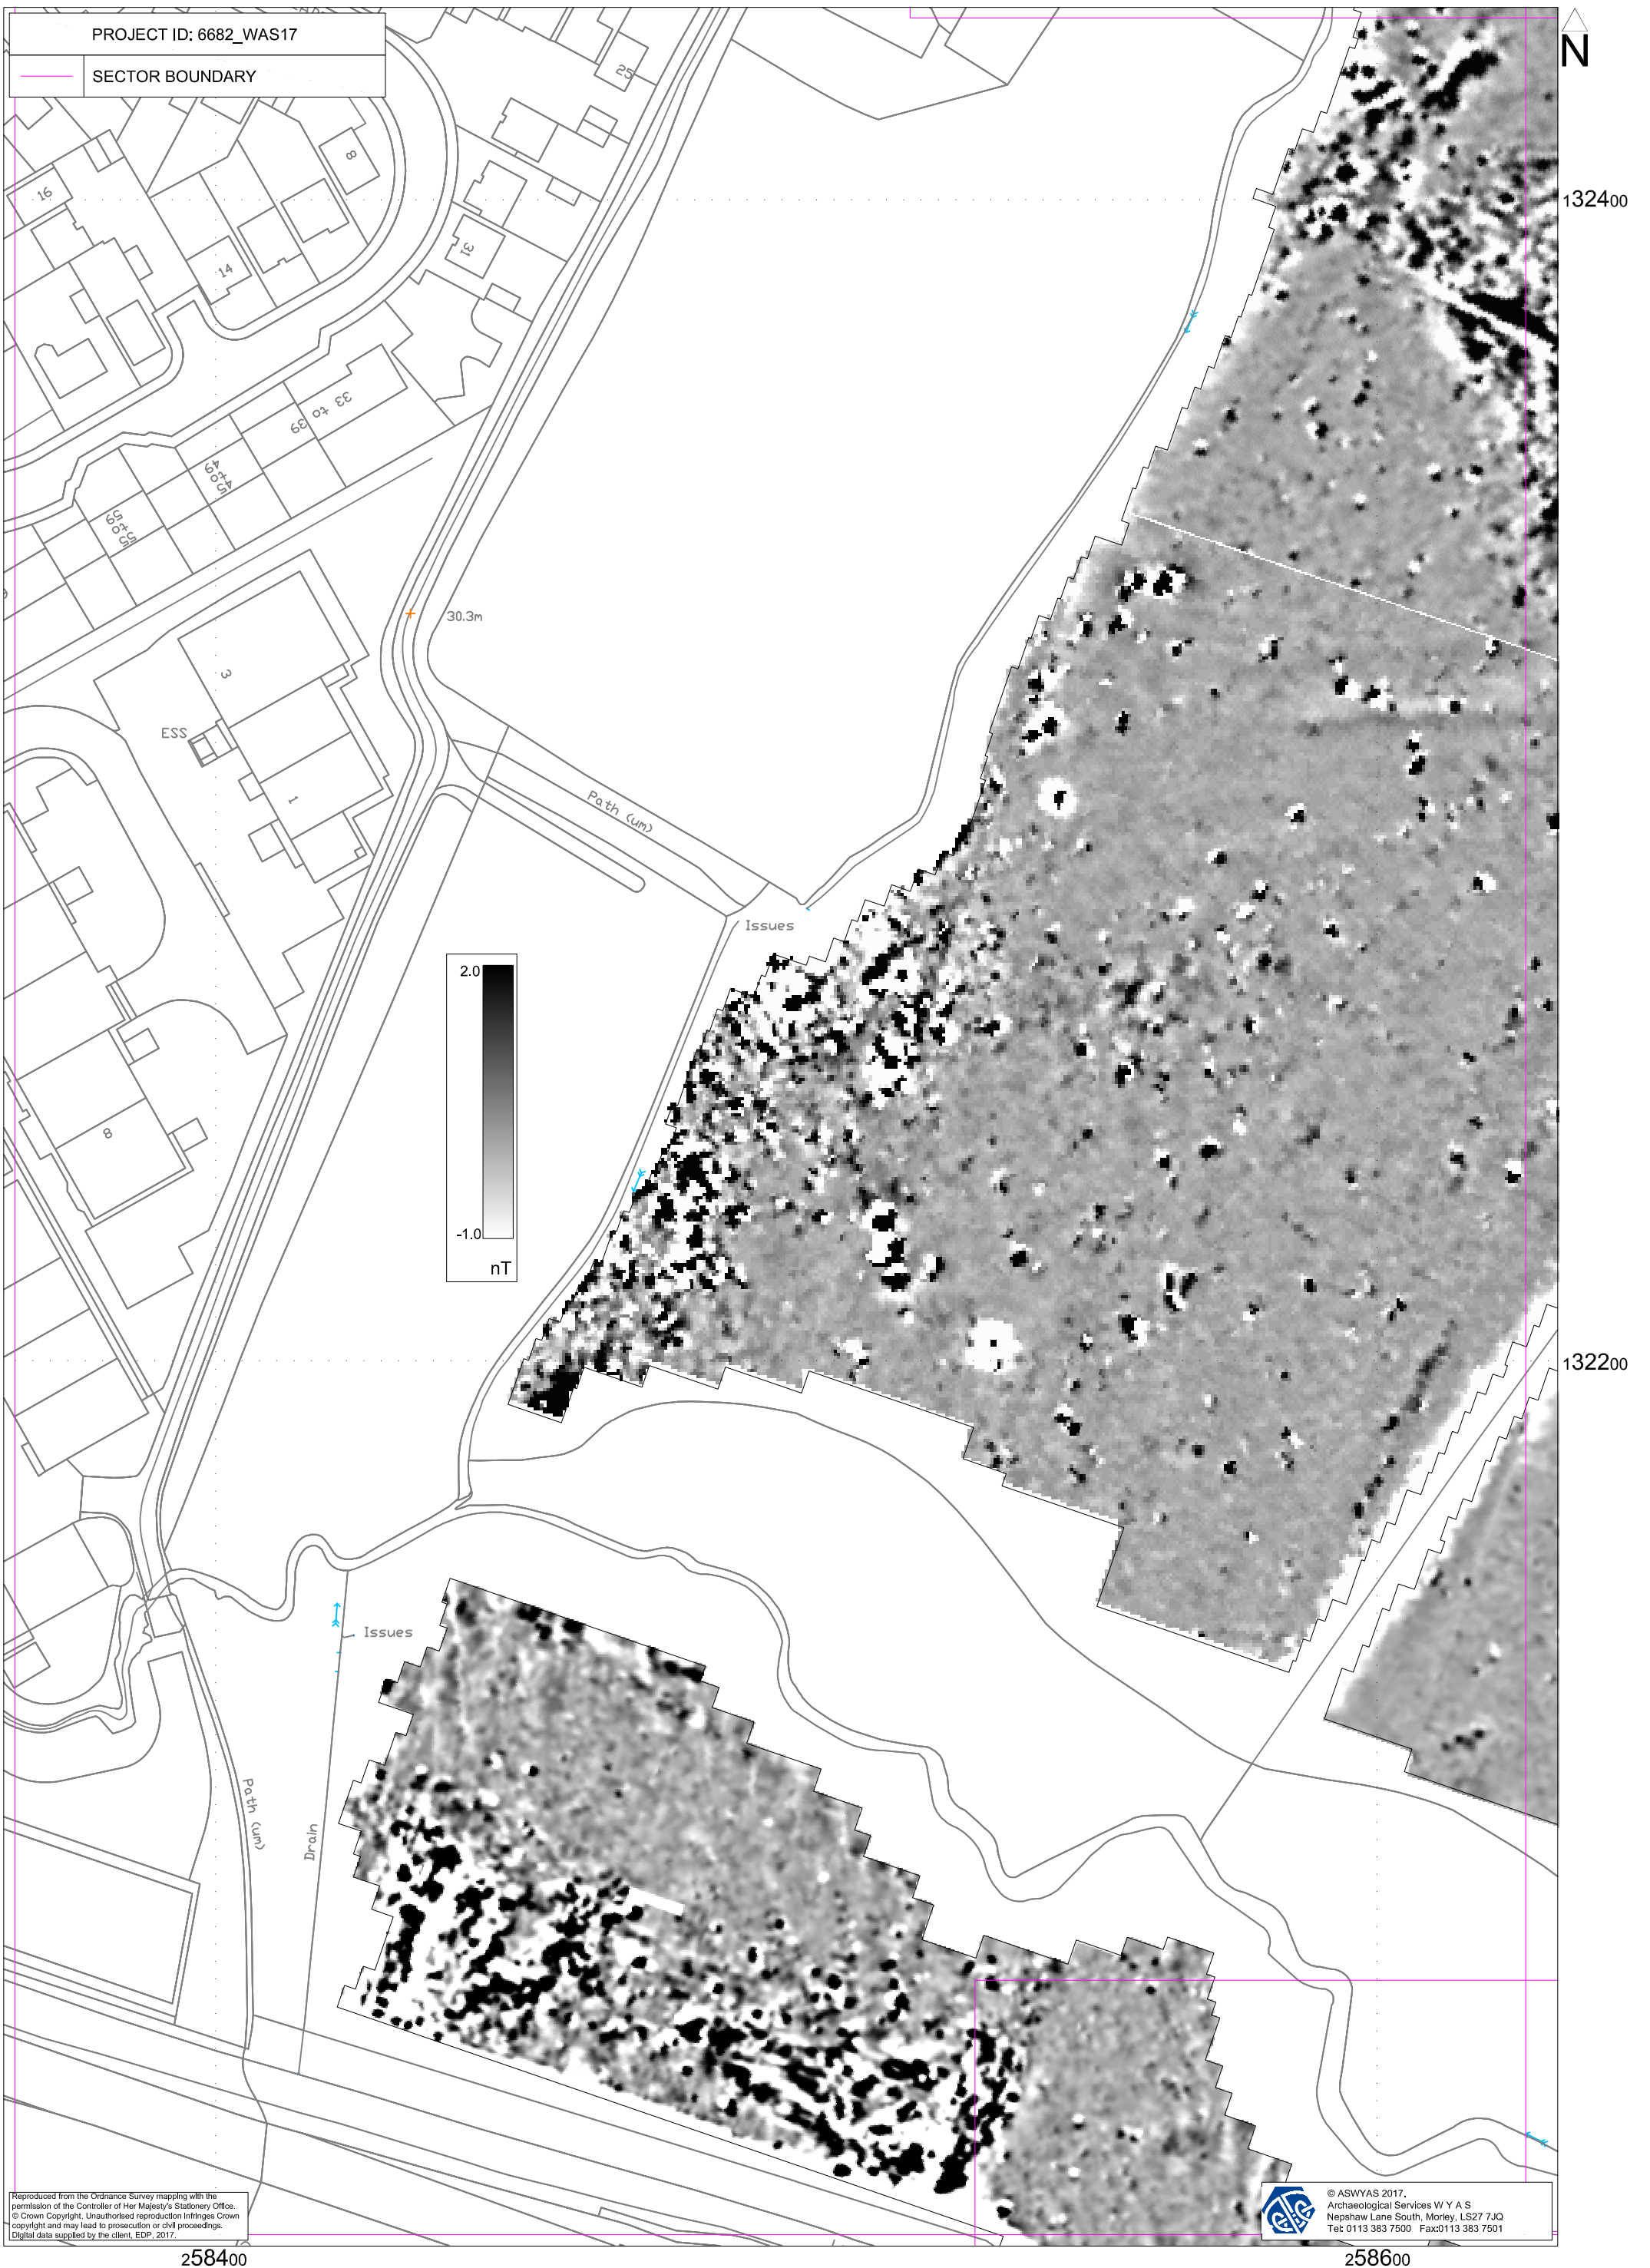 PROJECT ID: 6682_WAS17
SECTOR BOUNDARY
N
25
8
16
31
14
132400
33 to 39
45 to 49
55 to 59
30.3m
3
ESS
1
Path (um)
Issues
2.0
-1.0
nT
8
132200
Issues
Path (um)
Drain
Reproduced from the Ordnance Survey mapping with the
permission of the Controller of Her Majesty's Stationery Office.
© Crown Copyright. Unauthorised reproduction infringes Crown
copyright and may lead to prosecution or civil proceedings.
Digital data supplied by the client, EDP, 2017.
© ASWYAS 2017.
Archaeological Services W Y A S
Nepshaw Lane South, Morley, LS27 7JQ
Tel: 0113 383 7500 Fax:0113 383 7501
258400
258600